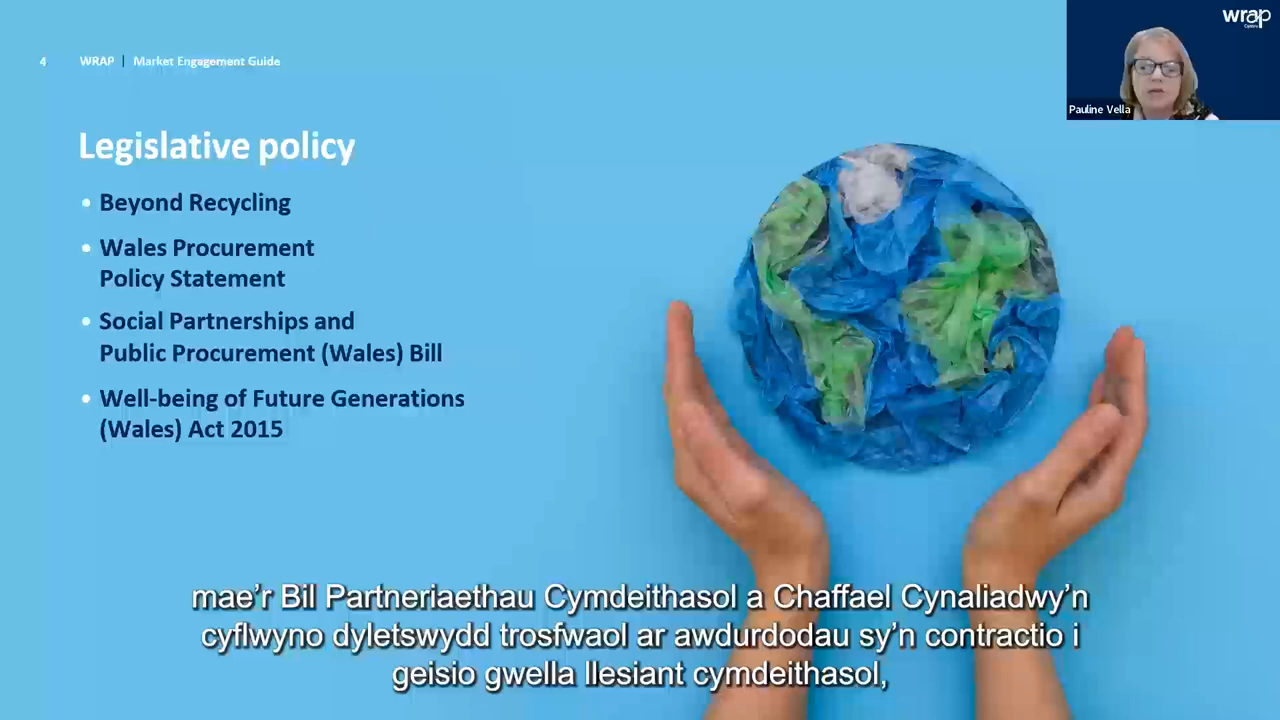 4 WRAP | Market Engagement Guide
wrap
Cymru
Pauline Vella
Legislative policy
• Beyond Recycling
• Wales Procurement
Policy Statement
• Social Partnerships and
Public Procurement (Wales) Bill
• Well-being of Future Generations
(Wales) Act 2015
mae’r Bil Partneriaethau Cymdeithasol a Chaffael Cynaliadwy’n
cyflwyno dyletswydd trosfwaol ar awdurdodau sy’n contractio i
geisio gwella llesiant cymdeithasol,